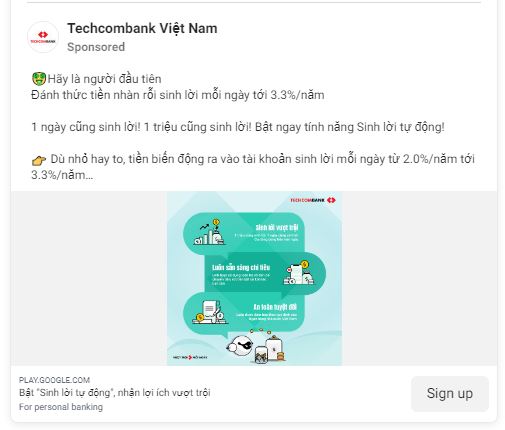 Techcombank Việt Nam
Sponsored
TECHCOMBANK
🤑Hãy là người đầu tiên
Đánh thức tiền nhàn rỗi sinh lời mỗi ngày tới 3.3%/năm
1 ngày cũng sinh lời! 1 triệu cũng sinh lời! Bật ngay tính năng Sinh lời tự động!
👉 Dù nhỏ hay to, tiền biến động ra vào tài khoản sinh lời mỗi ngày từ 2.0%/năm tới
3.3%/năm...
TECHCOMBANK
Sinh lời vượt trội
Luôn sẵn sàng chi tiêu
An toàn tuyệt đối
PLAY.GOOGLE.COM
Bật "Sinh lời tự động", nhận lợi ích vượt trội
For personal banking
Sign up